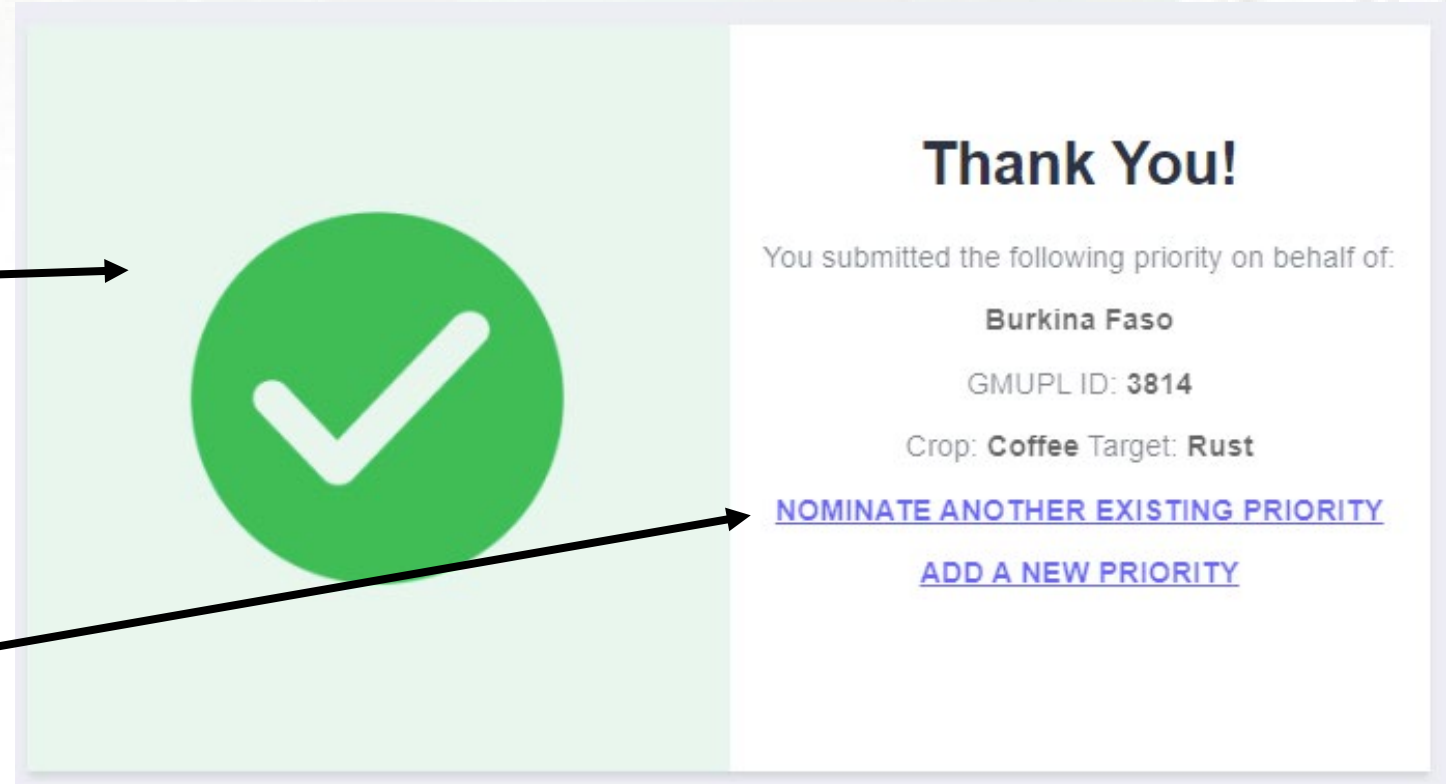 Thank You!
You submitted the following priority on behalf of:
Burkina Faso
GMUPL ID: 3814
Crop: Coffee Target: Rust
NOMINATE ANOTHER EXISTING PRIORITY
ADD A NEW PRIORITY